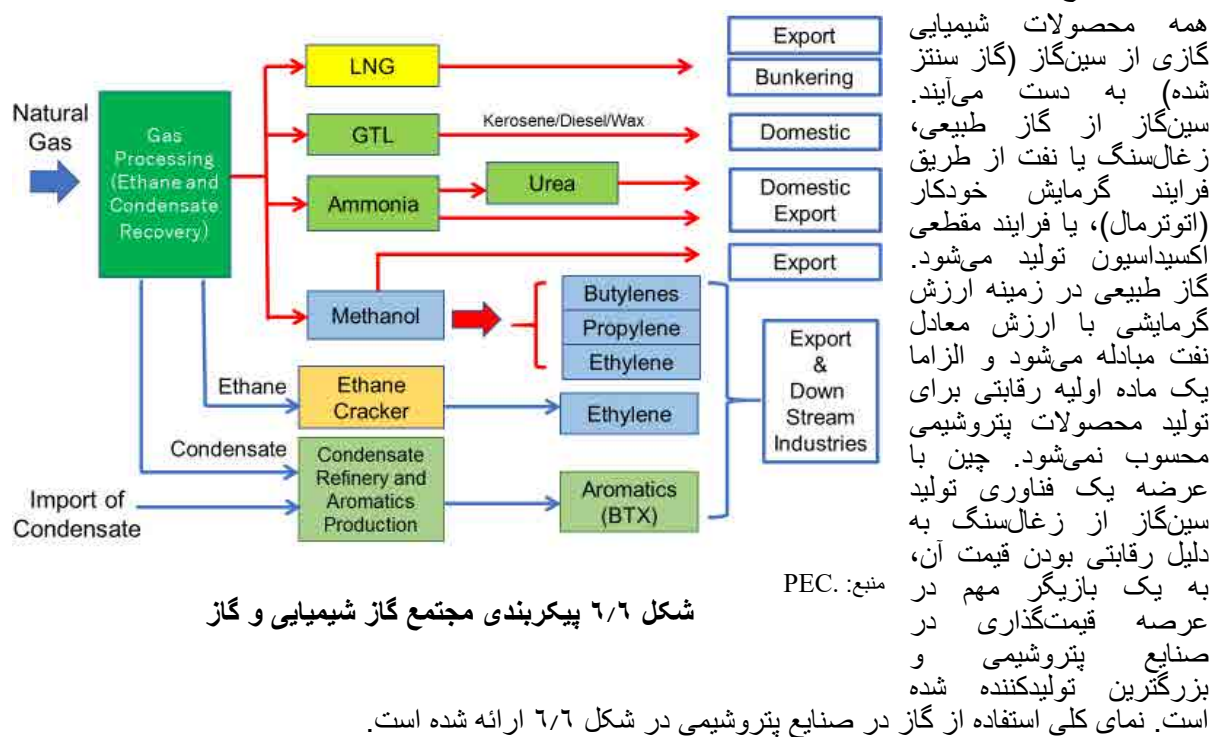 همه محصولات شیمیایی
گازی از سین‌گاز (گاز سنتز
شده) به دست می‌آیند.
سین‌گاز از گاز طبیعی،
زغال‌سنگ یا نفت از طریق
فرایند گرمایش خودکار
(اتوترمال)، یا فرایند مقطعی
اکسیداسیون تولید می‌شود.
گاز طبیعی در زمینه ارزش
گرمایشی با ارزش معادل
نفت مبادله می‌شود و الزاما
یک ماده اولیه رقابتی برای
تولید محصولات پتروشیمی
محسوب نمی‌شود. چین با
عرضه یک فناوری تولید
سین‌گاز از زغال‌سنگ به
دلیل رقابتی بودن قیمت آن،
به یک بازیگر مهم در
عرصه قیمت‌گذاری در
صنایع پتروشیمی و
بزرگترین تولیدکننده شده
است. نمای کلی استفاده از گاز در صنایع پتروشیمی در شکل ٦٫٦ ارائه شده است.
Natural
Gas
Gas
Processing
(Ethane and
Condensate
Recovery)
LNG
Export
Bunkering
GTL
Kerosene/Diesel/Wax
Domestic
Ammonia
Urea
Domestic
Export
Export
Methanol
Butylenes
Propylene
Ethylene
Export
&
Down
Stream
Industries
Ethane
Ethane
Cracker
Ethylene
Condensate
Import of
Condensate
Condensate
Refinery and
Aromatics
Production
Aromatics
(BTX)
منبع: PEC.
شکل ٦٫٦ پیکربندی مجتمع گاز شیمیایی و گاز